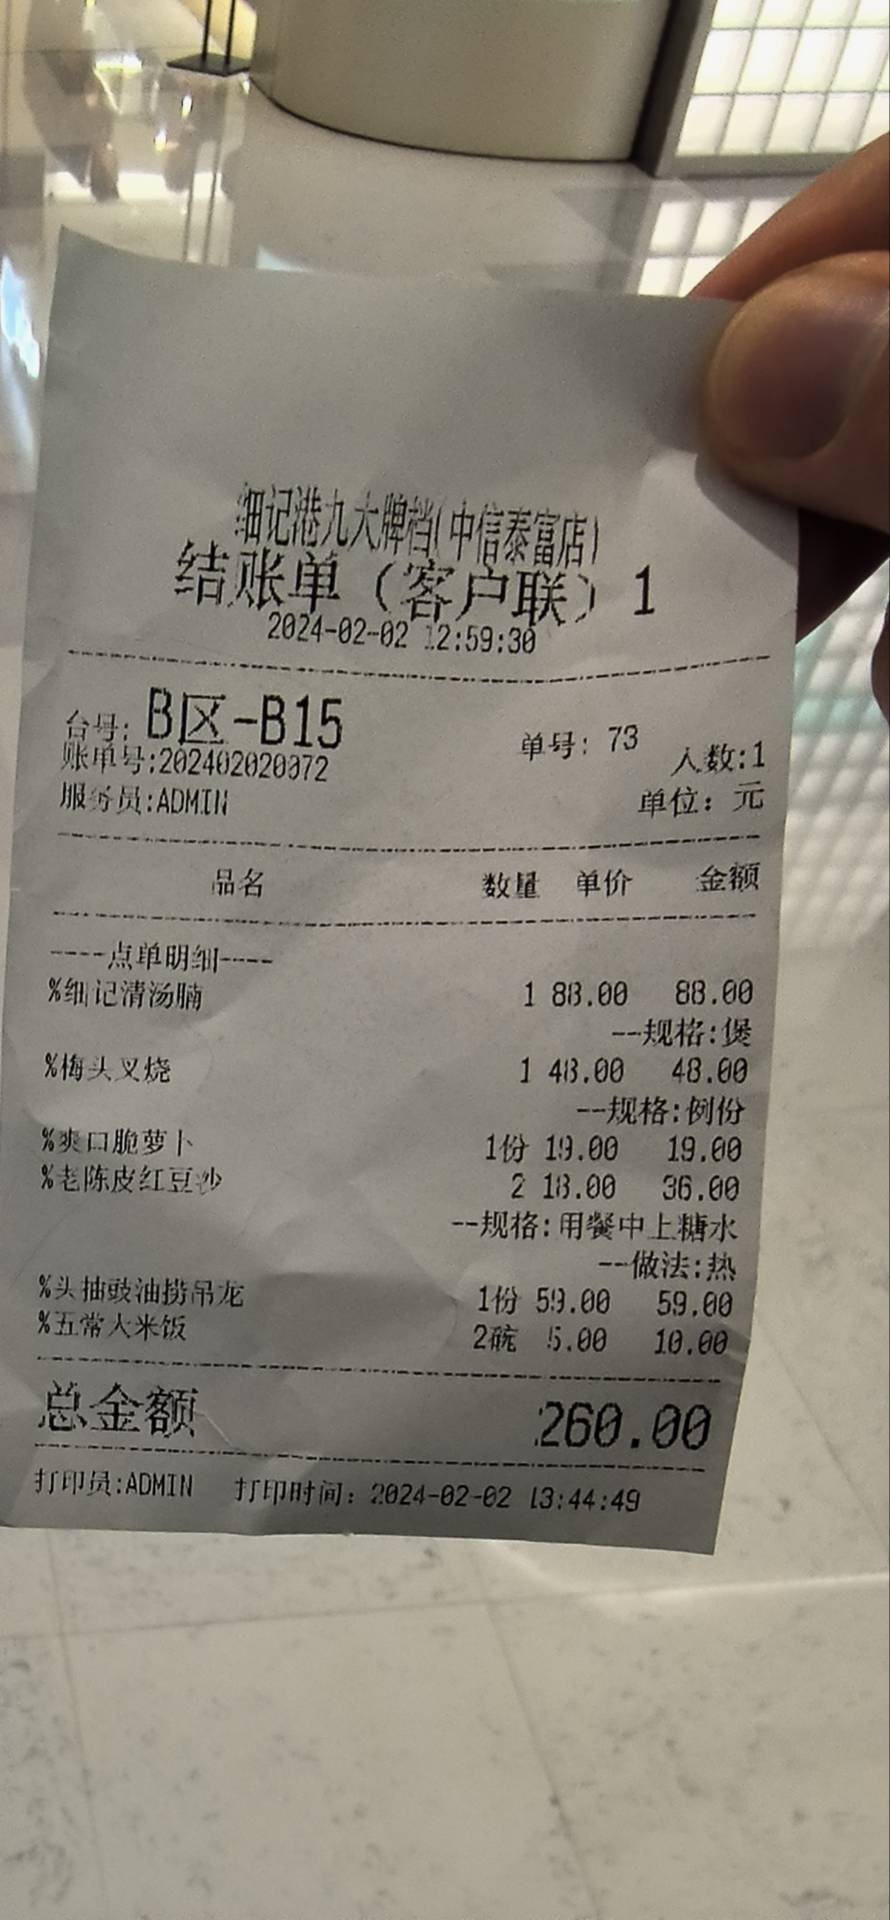 细记港九大牌档(中信泰富店)
结账单（客户联）1
2024-02-02 12:59:30
台号: B区-B15 单号: 73
账单号:202402020072 人数:1
服务员:ADMIN 单位: 元
品名 数量 单价 金额
----点单明细----
%细记清汤腩 1 88.00 88.00
--规格:煲
%梅头叉烧 1 48.00 48.00
--规格:例份
%爽口脆萝卜 1份 19.00 19.00
%老陈皮红豆沙 2 18.00 36.00
--规格:用餐中上糖水
--做法:热
%头抽豉油捞吊龙 1份 59.00 59.00
%五常大米饭 2碗 5.00 10.00
总金额 260.00
打印员:ADMIN 打印时间: 2024-02-02 13:44:49